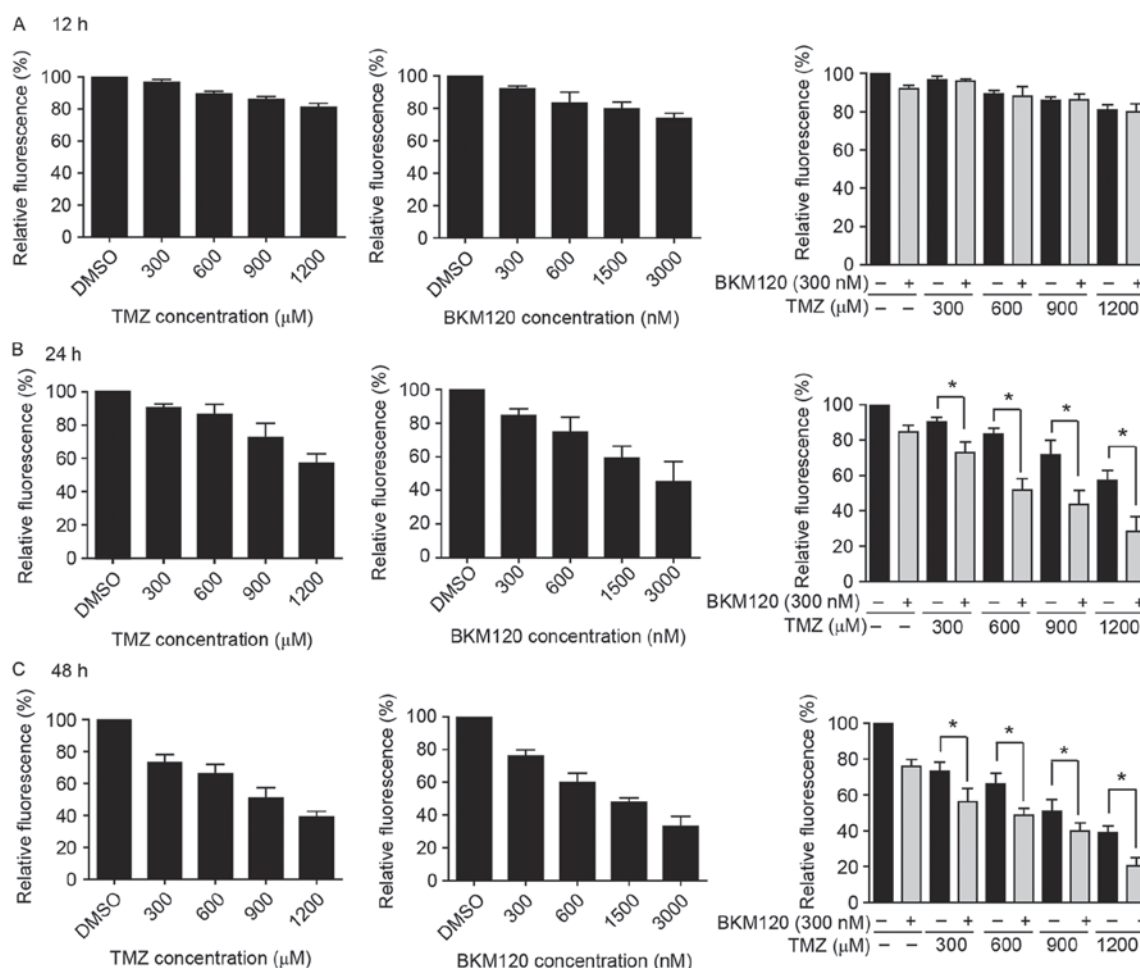 A 12 h
Relative fluorescence (%)
100
80
60
40
20
0
DMSO 300 600 900 1200
TMZ concentration (μM)
Relative fluorescence (%)
100
80
60
40
20
0
DMSO 300 600 1500 3000
BKM120 concentration (nM)
Relative fluorescence (%)
100
80
60
40
20
0
BKM120 (300 nM) – + – + – + – + – +
TMZ (μM) – – 300 600 900 1200
B 24 h
Relative fluorescence (%)
100
80
60
40
20
0
DMSO 300 600 900 1200
TMZ concentration (μM)
Relative fluorescence (%)
100
80
60
40
20
0
DMSO 300 600 1500 3000
BKM120 concentration (nM)
Relative fluorescence (%)
100
80
60
40
20
0
* * * *
BKM120 (300 nM) – + – + – + – + – +
TMZ (μM) – – 300 600 900 1200
C 48 h
Relative fluorescence (%)
100
80
60
40
20
0
DMSO 300 600 900 1200
TMZ concentration (μM)
Relative fluorescence (%)
100
80
60
40
20
0
DMSO 300 600 1500 3000
BKM120 concentration (nM)
Relative fluorescence (%)
100
80
60
40
20
0
* * * *
BKM120 (300 nM) – + – + – + – + –
TMZ (μM) – – 300 600 900 1200